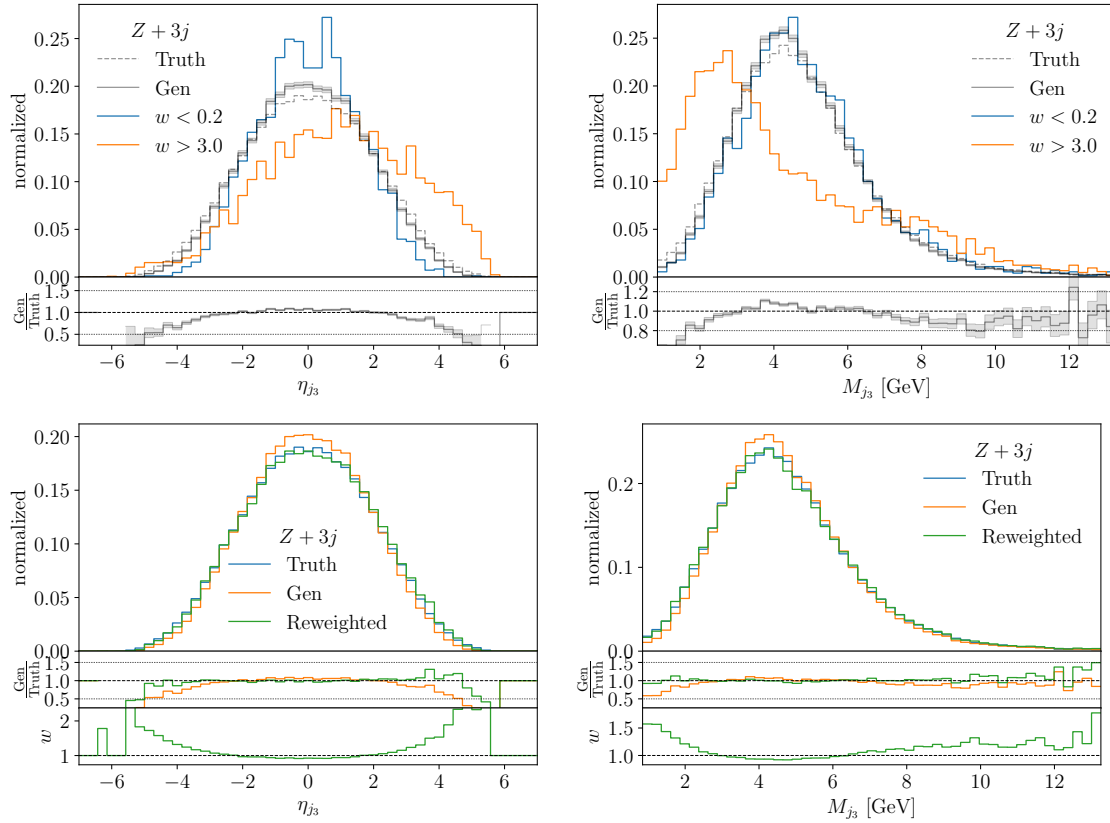 Z + 3j
Truth
Gen
w < 0.2
w > 3.0
normalized
0.25
0.20
0.15
0.10
0.05
0.00
Gen
Truth
1.5
1.0
0.5
−6 −4 −2 0 2 4 6
η_{j_3}
Z + 3j
Truth
Gen
w < 0.2
w > 3.0
normalized
0.25
0.20
0.15
0.10
0.05
0.00
Gen
Truth
1.2
1.0
0.8
2 4 6 8 10 12
M_{j_3} [GeV]
Z + 3j
Truth
Gen
Reweighted
normalized
0.20
0.15
0.10
0.05
0.00
Gen
Truth
1.5
1.0
0.5
w
2
1
−6 −4 −2 0 2 4 6
η_{j_3}
Z + 3j
Truth
Gen
Reweighted
normalized
0.2
0.1
0.0
Gen
Truth
1.5
1.0
0.5
w
1.5
1.0
2 4 6 8 10 12
M_{j_3} [GeV]